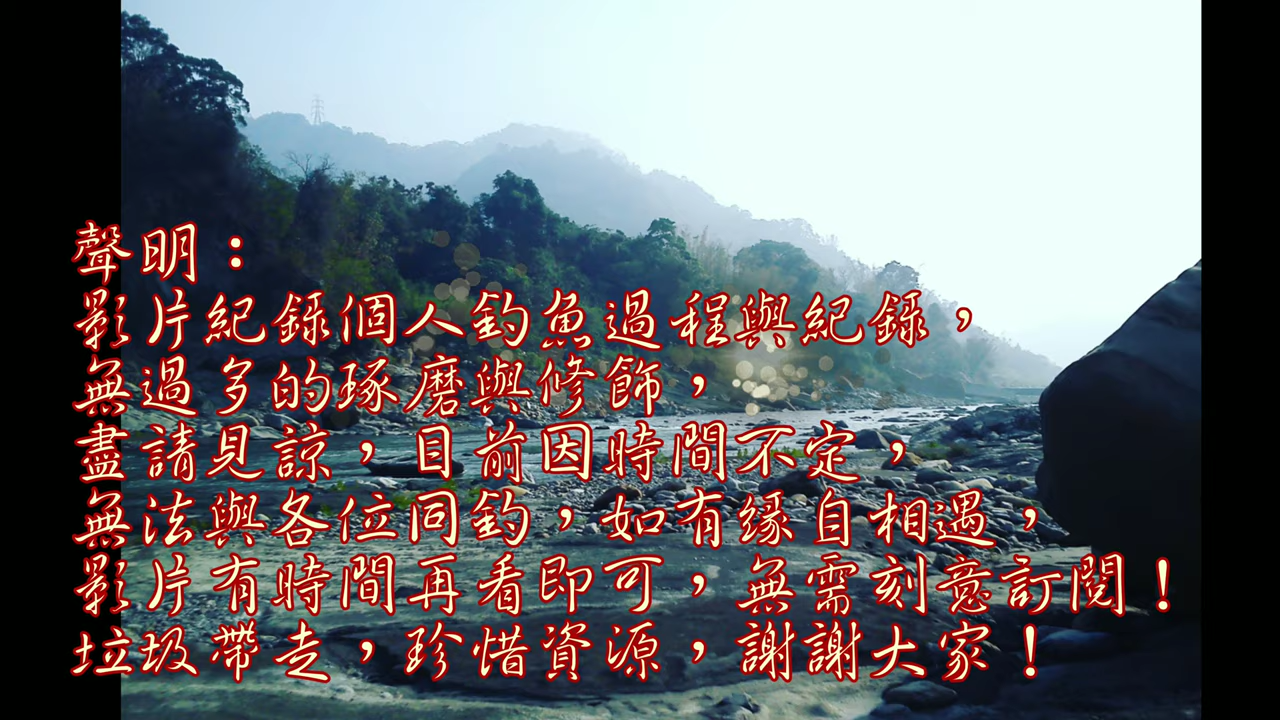 聲明：
影片紀錄個人釣魚過程與紀錄，
無過多的琢磨與修飾，
盡請見諒，目前因時間不定，
無法與各位同釣，如有緣自相遇，
影片有時間再看即可，無需刻意訂閱！
垃圾帶走，珍惜資源，謝謝大家！